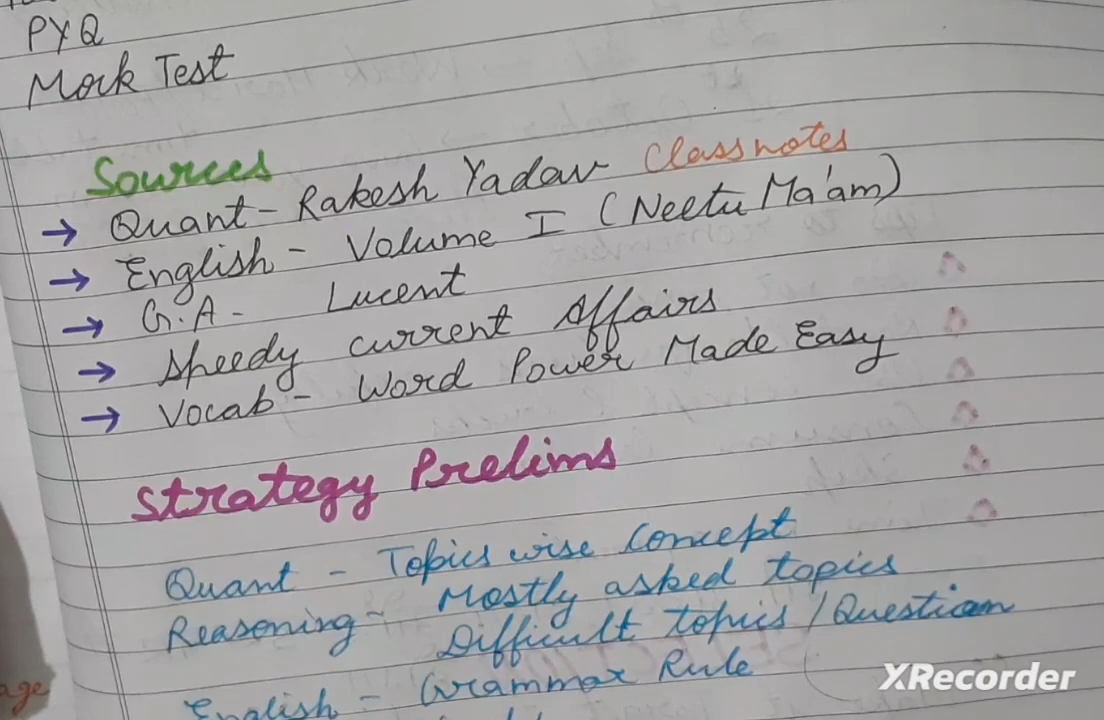 PYQ
Mock Test
Sources
→ Quant - Rakesh Yadav Classnotes
→ English - Volume I (Neetu Ma'am)
→ G.A. - Lucent
→ Speedy current Affairs
→ Vocab - Word Power Made Easy
Strategy Prelims
Quant - Topics wise Concept
Reasoning - Mostly asked topics
Difficult topics / Question
English - Grammar Rule
age
XRecorder